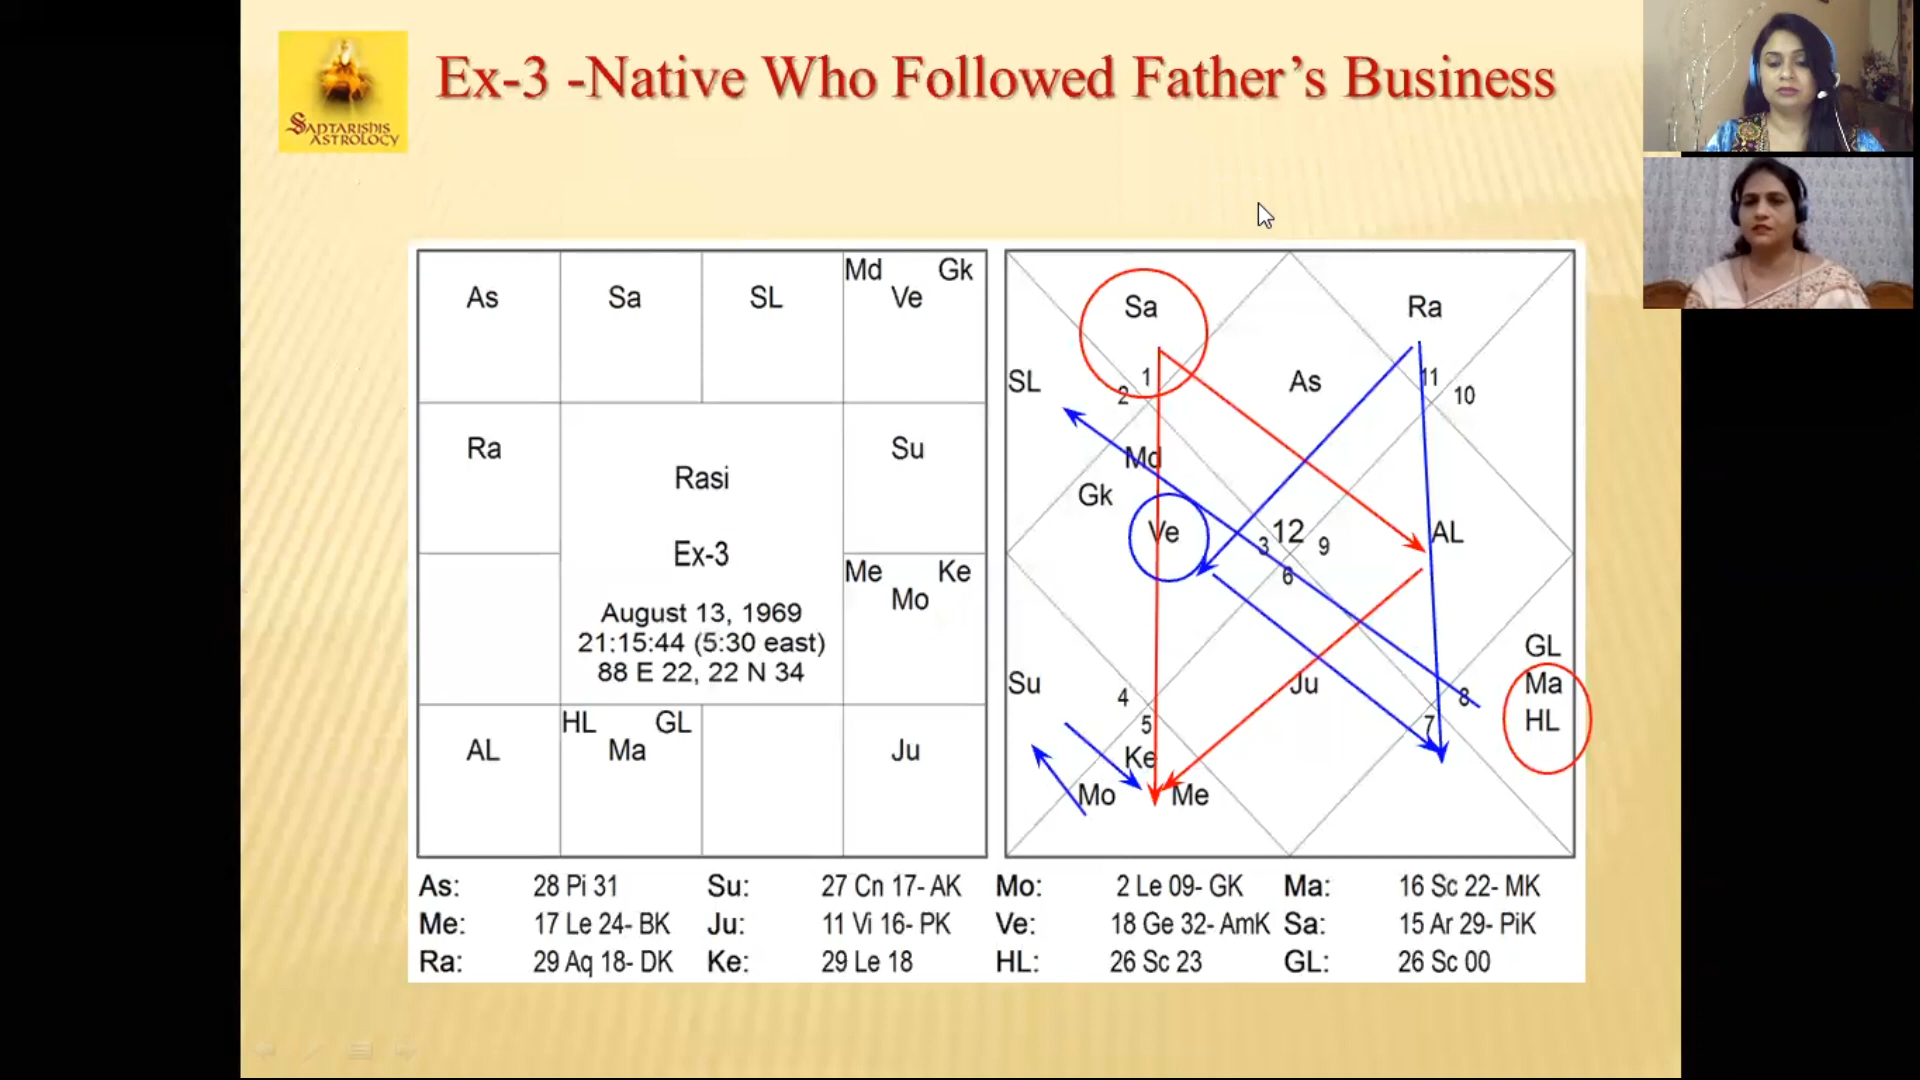 Ex-3 -Native Who Followed Father's Business
SAPTARISHIS
ASTROLOGY
As Sa SL Md Gk
Ve
Ra Su
Rasi
Ex-3
August 13, 1969
21:15:44 (5:30 east)
88 E 22, 22 N 34
Me Ke
Mo
AL HL GL
Ma Ju
Sa Ra
SL 1 As 11
2 10
Md
Gk
Ve 12 AL
3 9
6
GL
Su 4 Ju 8 Ma
5 7 HL
Ke
Mo Me
As: 28 Pi 31 Su: 27 Cn 17- AK Mo: 2 Le 09- GK Ma: 16 Sc 22- MK
Me: 17 Le 24- BK Ju: 11 Vi 16- PK Ve: 18 Ge 32- AmK Sa: 15 Ar 29- PiK
Ra: 29 Aq 18- DK Ke: 29 Le 18 HL: 26 Sc 23 GL: 26 Sc 00